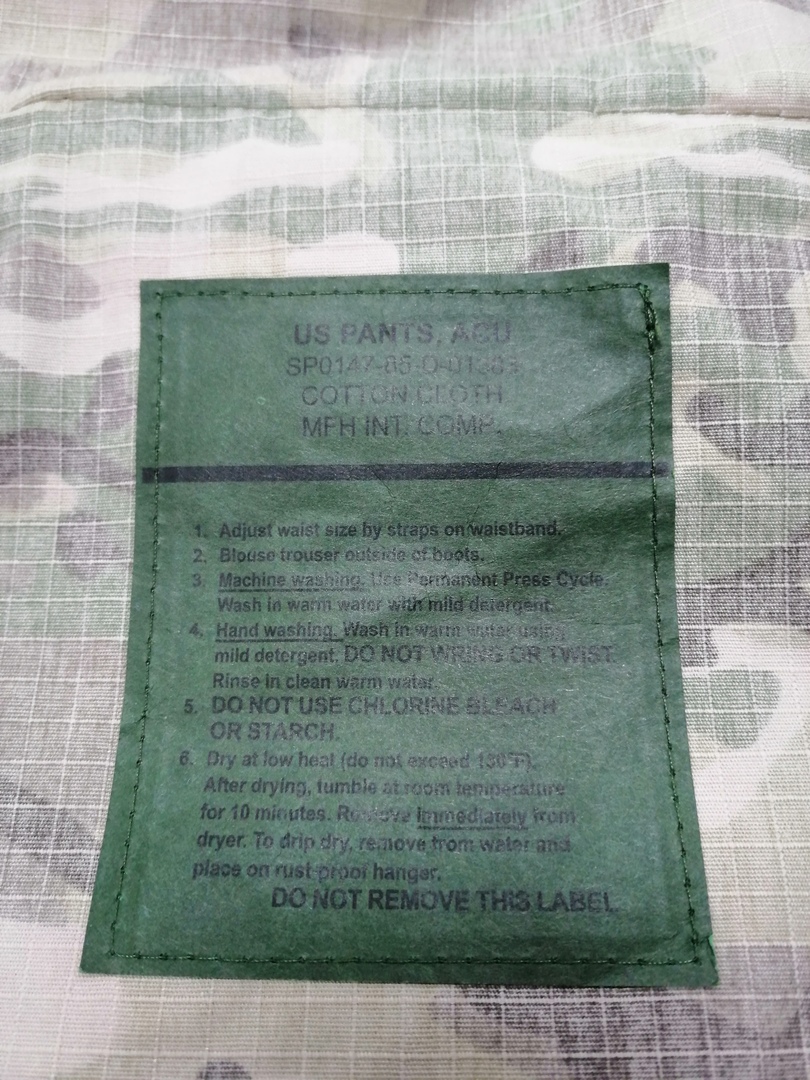 US PANTS, ACU
COTTON CLOTH
MFH INT. COMP.
1. Adjust waist size by straps on waistband.
2. Blouse trouser outside of boots.
3. Machine washing. Use Permanent Press Cycle.
Wash in warm water with mild detergent.
4. Hand washing. Wash in warm water using
mild detergent. DO NOT WRING OR TWIST.
Rinse in clean warm water.
5. DO NOT USE CHLORINE BLEACH
OR STARCH.
6. Dry at low heat (do not exceed
After drying, tumble at room temperature
for 10 minutes. Remove immediately from
dryer. To drip dry, remove from water and
place on rust-proof hanger.
DO NOT REMOVE THIS LABEL.